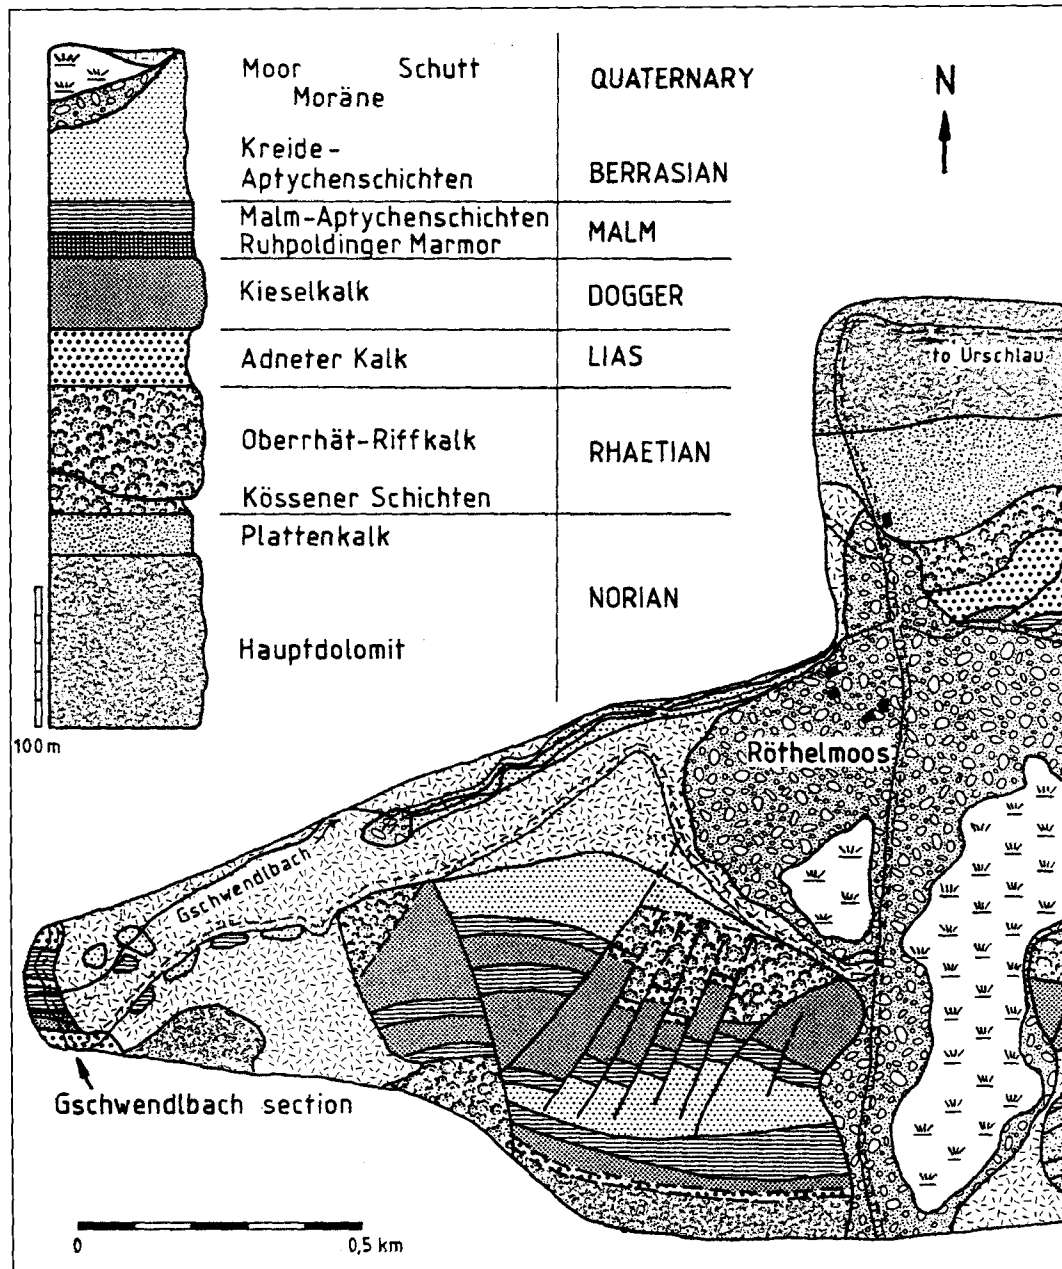 Moor Schutt
Moräne
QUATERNARY
N
Kreide-
Aptychenschichten
BERRASIAN
Malm-Aptychenschichten
Ruhpoldinger Marmor
MALM
Kieselkalk
DOGGER
Adneter Kalk
LIAS
to Urschlau
Oberrhät-Riffkalk
RHAETIAN
Kössener Schichten
Plattenkalk
NORIAN
Hauptdolomit
100m
Röthelmoos
Gschwendlbach
Gschwendlbach section
0 0,5 km